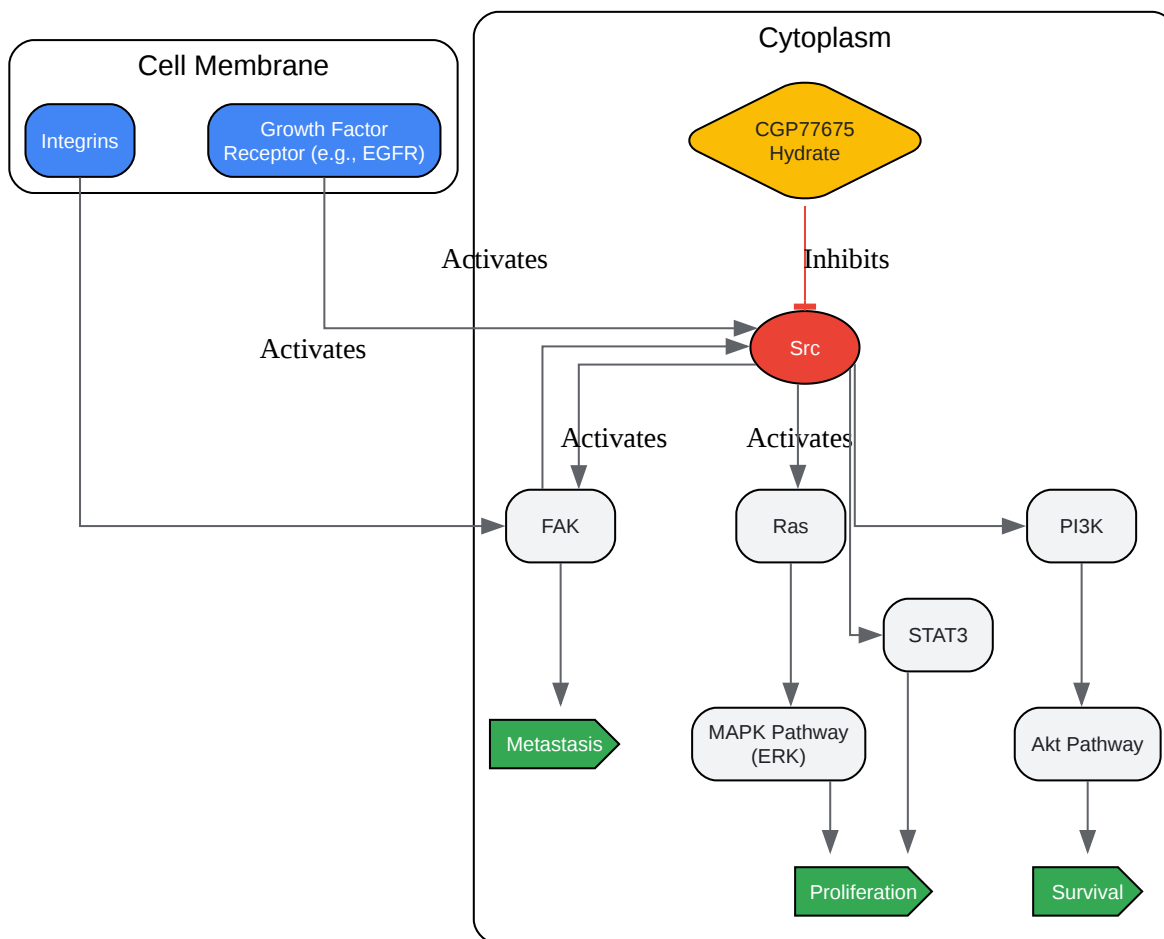 Cytoplasm
Cell Membrane
CGP77675
Hydrate
Integrins
Growth Factor
Receptor (e.g., EGFR)
Activates
Inhibits
Activates
Src
Activates
Activates
FAK
Ras
PI3K
STAT3
Metastasis
MAPK Pathway
(ERK)
Akt Pathway
Proliferation
Survival